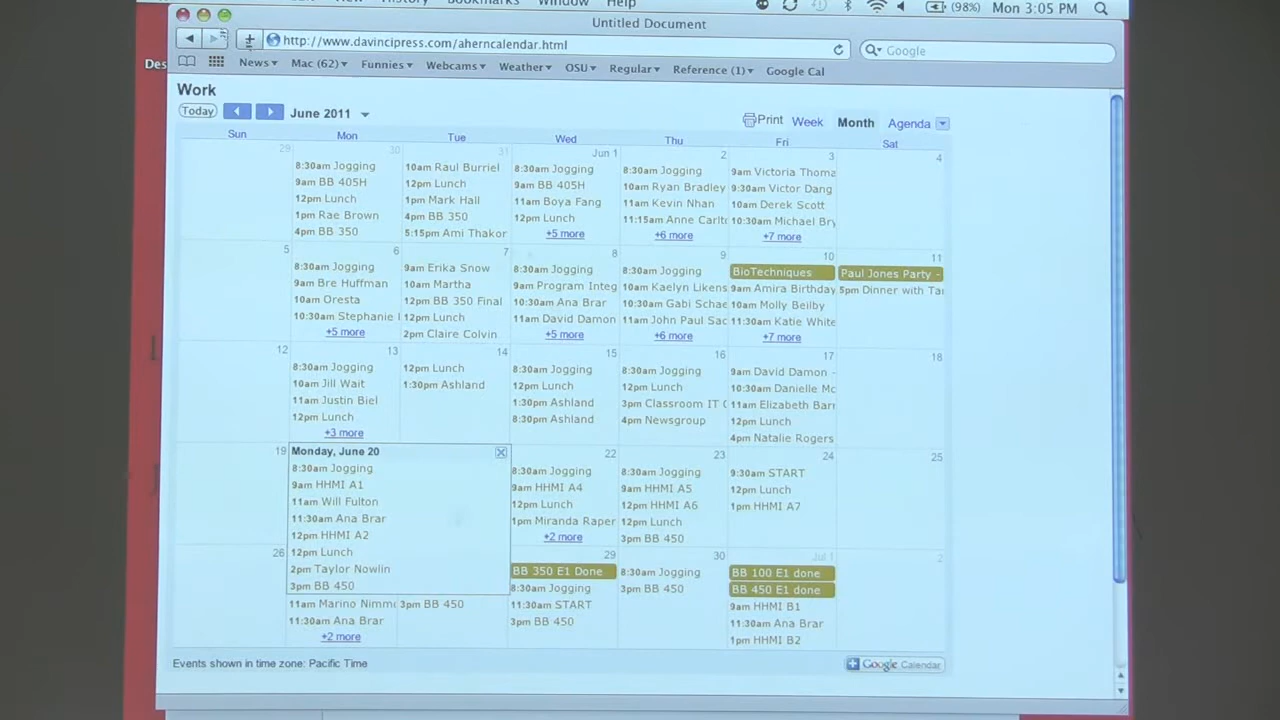 History Bookmarks Window Help
(98%) Mon 3:05 PM
Untitled Document
http://www.davincipress.com/aherncalendar.html
Google
Des
News Mac (62) Funnies Webcams Weather OSU Regular Reference (1) Google Cal
Work
Today June 2011 Print Week Month Agenda
Sun Mon Tue Wed Thu Fri Sat
29 30 31 Jun 1 2 3 4
8:30am Jogging
9am BB 405H
12pm Lunch
1pm Rae Brown
4pm BB 350
10am Raul Burriel
12pm Lunch
1pm Mark Hall
4pm BB 350
5:15pm Ami Thakor
8:30am Jogging
9am BB 405H
11am Boya Fang
12pm Lunch
+5 more
8:30am Jogging
10am Ryan Bradley
11am Kevin Nhan
11:15am Anne Carlt
+6 more
9am Victoria Thoma
9:30am Victor Dang
10am Derek Scott
10:30am Michael Bry
+7 more
5 6 7 8 9 10 11
8:30am Jogging
9am Bre Huffman
10am Oresta
10:30am Stephanie
+5 more
9am Erika Snow
10am Martha
12pm BB 350 Final
12pm Lunch
2pm Claire Colvin
8:30am Jogging
9am Program Integ
10:30am Ana Brar
11am David Damon
+5 more
8:30am Jogging
10am Kaelyn Likens
10:30am Gabi Schae
11am John Paul Sac
+6 more
BioTechniques
9am Amira Birthday
10am Molly Beilby
11:30am Katie White
+7 more
Paul Jones Party -
5pm Dinner with Ta
12 13 14 15 16 17 18
8:30am Jogging
10am Jill Wait
11am Justin Biel
12pm Lunch
+3 more
12pm Lunch
1:30pm Ashland
8:30am Jogging
12pm Lunch
1:30pm Ashland
8:30pm Ashland
8:30am Jogging
12pm Lunch
3pm Classroom IT
4pm Newsgroup
9am David Damon -
10:30am Danielle Mc
11am Elizabeth Barr
12pm Lunch
4pm Natalie Rogers
19 Monday, June 20 22 23 24 25
8:30am Jogging
9am HHMI A1
11am Will Fulton
11:30am Ana Brar
12pm HHMI A2
12pm Lunch
2pm Taylor Nowlin
3pm BB 450
8:30am Jogging
9am HHMI A4
12pm Lunch
1pm Miranda Raper
+2 more
8:30am Jogging
9am HHMI A5
12pm HHMI A6
12pm Lunch
3pm BB 450
9:30am START
12pm Lunch
1pm HHMI A7
26 29 30 Jul 1 2
11am Marino Nimm
11:30am Ana Brar
+2 more
3pm BB 450
BB 350 E1 Done
8:30am Jogging
11:30am START
3pm BB 450
8:30am Jogging
3pm BB 450
BB 100 E1 done
BB 450 E1 done
9am HHMI B1
11:30am Ana Brar
1pm HHMI B2
Events shown in time zone: Pacific Time
Google Calendar